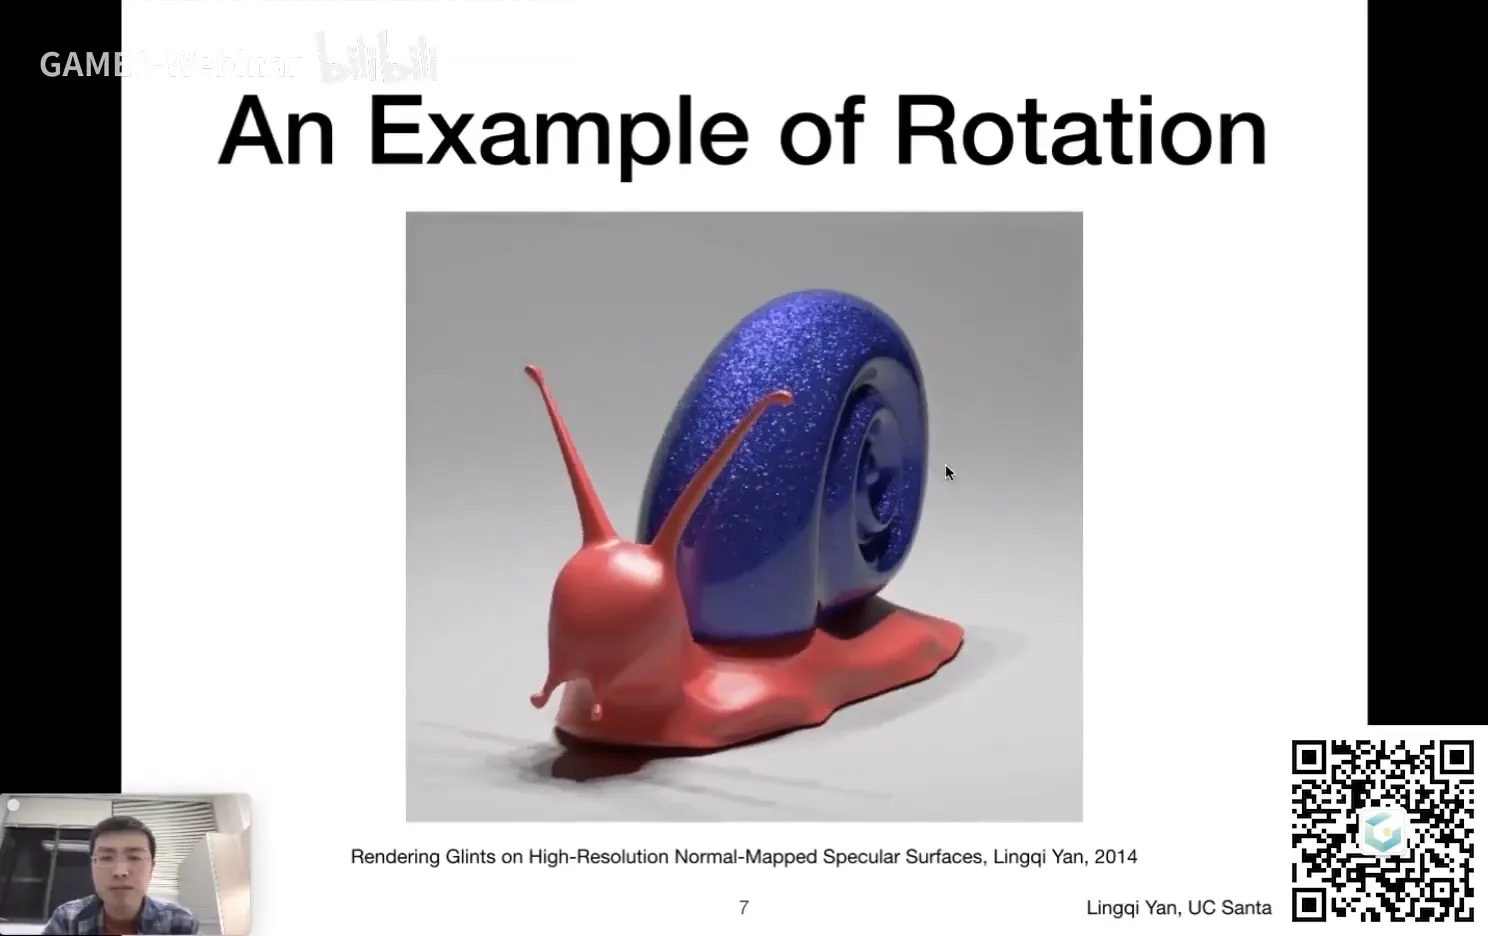 GAMES-Webinar bilibili
An Example of Rotation
Rendering Glints on High-Resolution Normal-Mapped Specular Surfaces, Lingqi Yan, 2014
7
Lingqi Yan, UC Santa